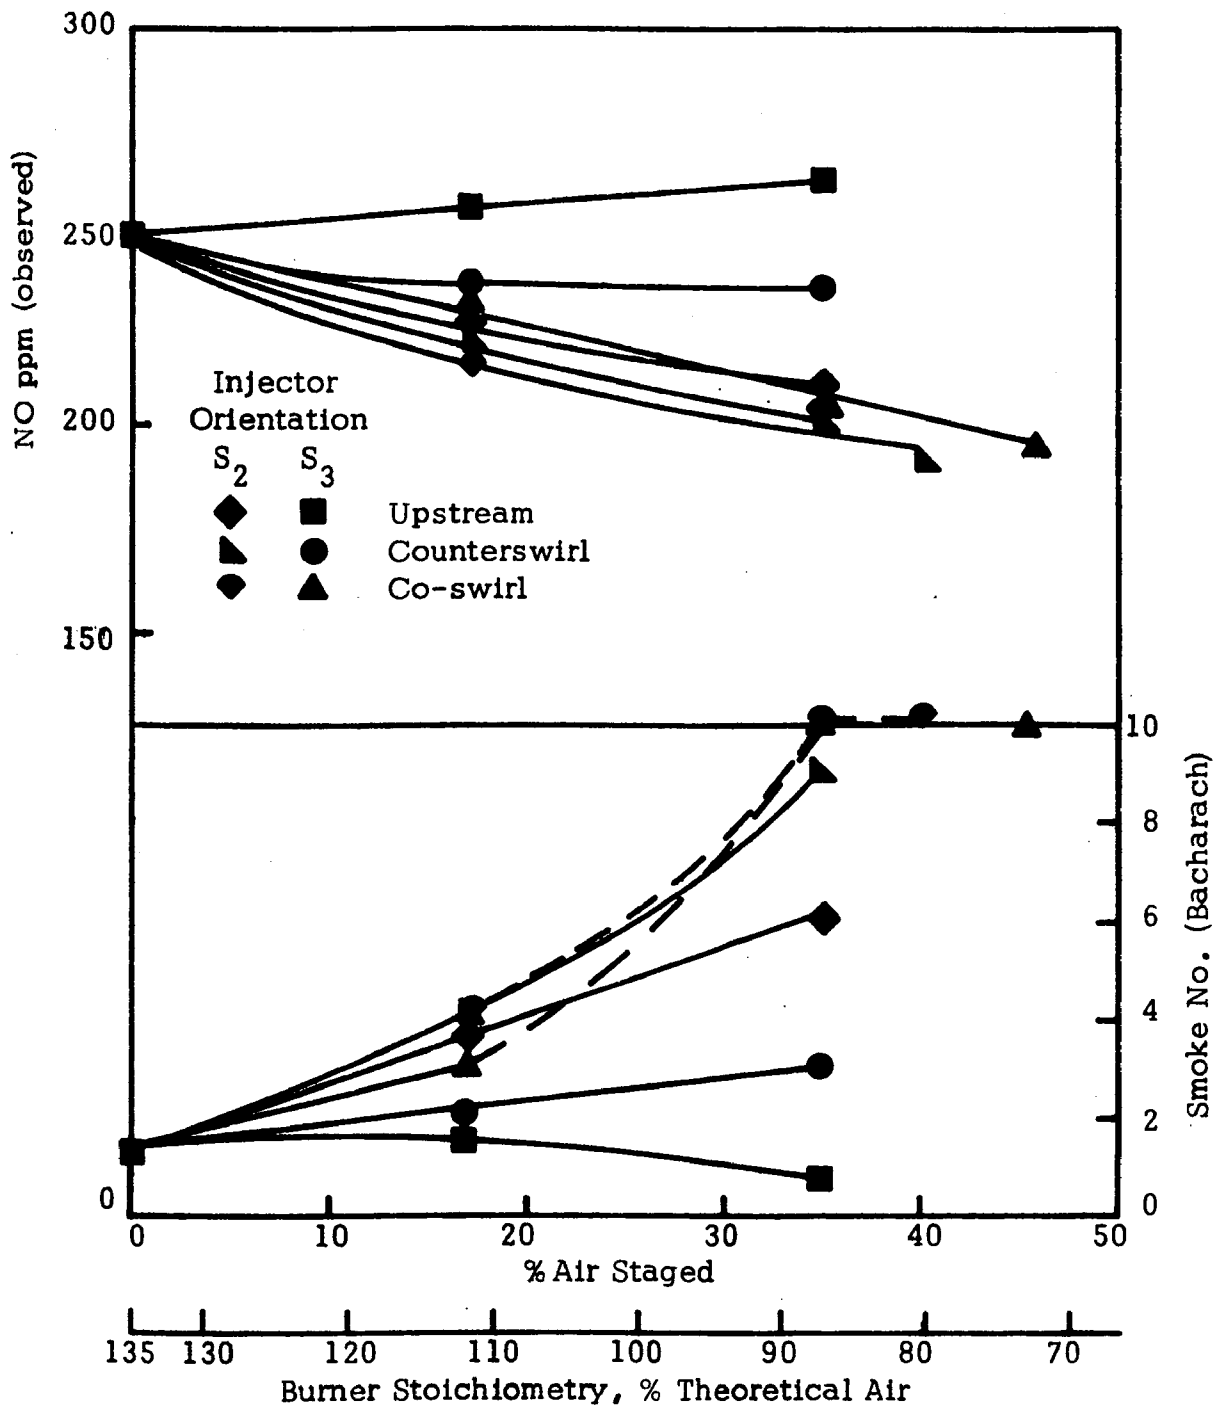 300
250
200
150
0
NO ppm (observed)
Injector
Orientation
S2 S3
Upstream
Counterswirl
Co-swirl
10
8
6
4
2
0
Smoke No. (Bacharach)
0 10 20 30 40 50
% Air Staged
135 130 120 110 100 90 80 70
Burner Stoichiometry, % Theoretical Air